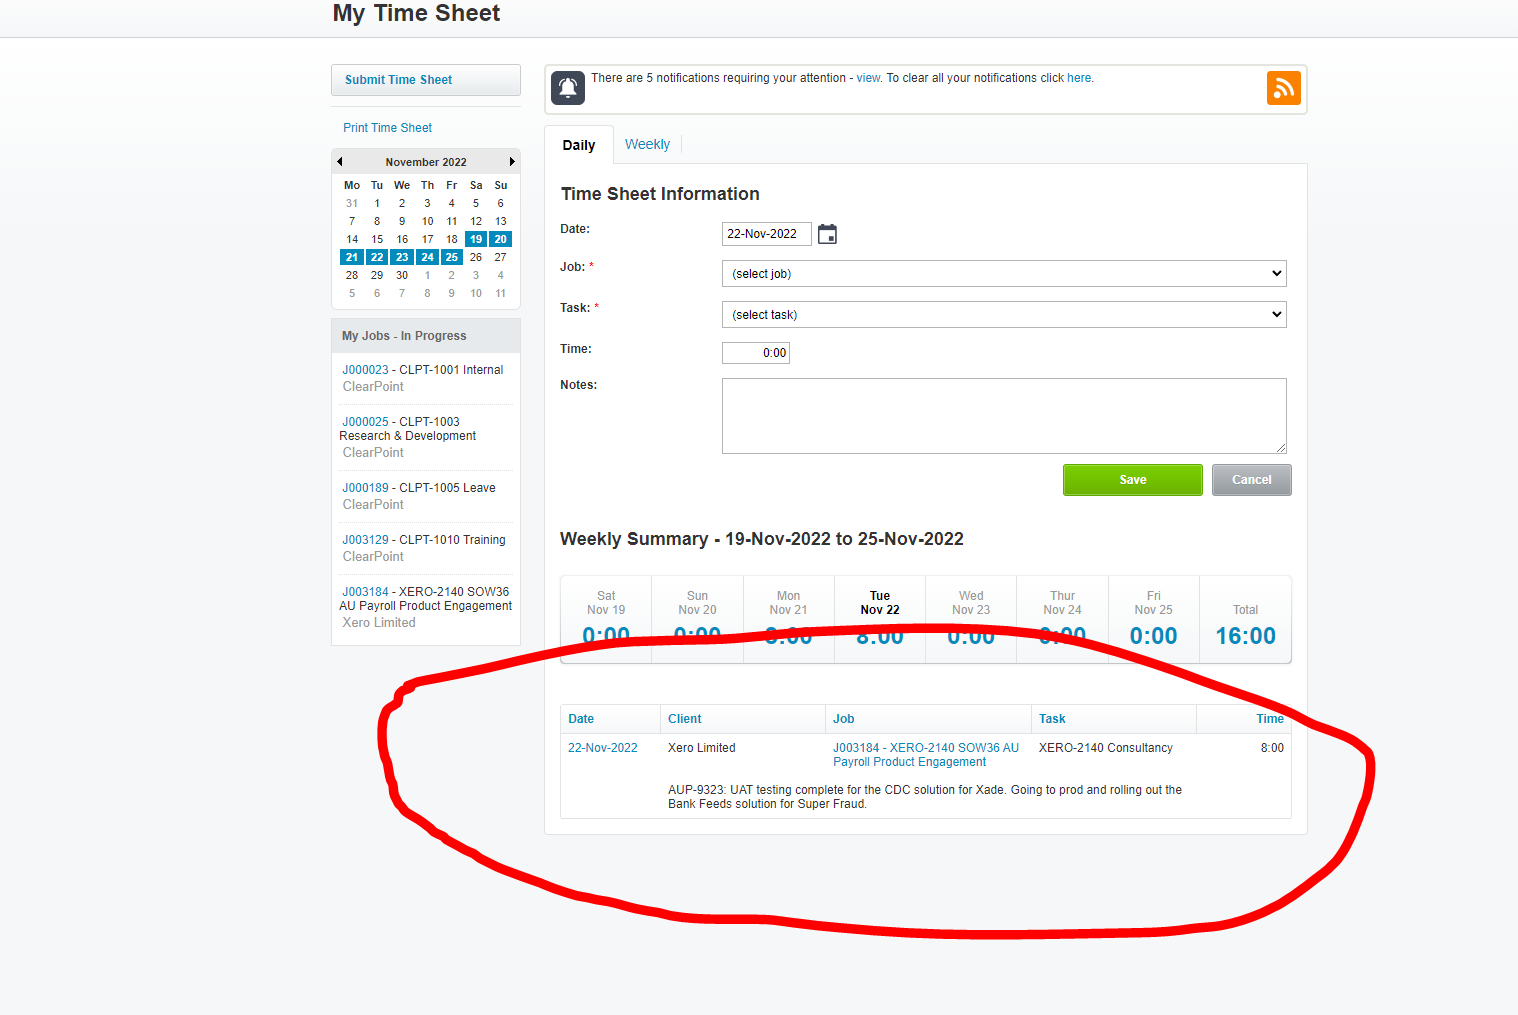 My Time Sheet
Submit Time Sheet
Print Time Sheet
November 2022
Mo Tu We Th Fr Sa Su
31 1 2 3 4 5 6
7 8 9 10 11 12 13
14 15 16 17 18 19 20
21 22 23 24 25 26 27
28 29 30 1 2 3 4
5 6 7 8 9 10 11
My Jobs - In Progress
J000023 - CLPT-1001 Internal
ClearPoint
J000025 - CLPT-1003
Research & Development
ClearPoint
J000189 - CLPT-1005 Leave
ClearPoint
J003129 - CLPT-1010 Training
ClearPoint
J003184 - XERO-2140 SOW36
AU Payroll Product Engagement
Xero Limited
There are 5 notifications requiring your attention - view. To clear all your notifications click here.
Daily Weekly
Time Sheet Information
Date: 22-Nov-2022
Job: * (select job)
Task: * (select task)
Time: 0:00
Notes:
Save Cancel
Weekly Summary - 19-Nov-2022 to 25-Nov-2022
Sat Sun Mon Tue Wed Thur Fri
Nov 19 Nov 20 Nov 21 Nov 22 Nov 23 Nov 24 Nov 25 Total
0:00 0:00 8:00 8:00 0:00 0:00 0:00 16:00
Date Client Job Task Time
22-Nov-2022 Xero Limited J003184 - XERO-2140 SOW36 AU XERO-2140 Consultancy 8:00
Payroll Product Engagement
AUP-9323: UAT testing complete for the CDC solution for Xade. Going to prod and rolling out the
Bank Feeds solution for Super Fraud.